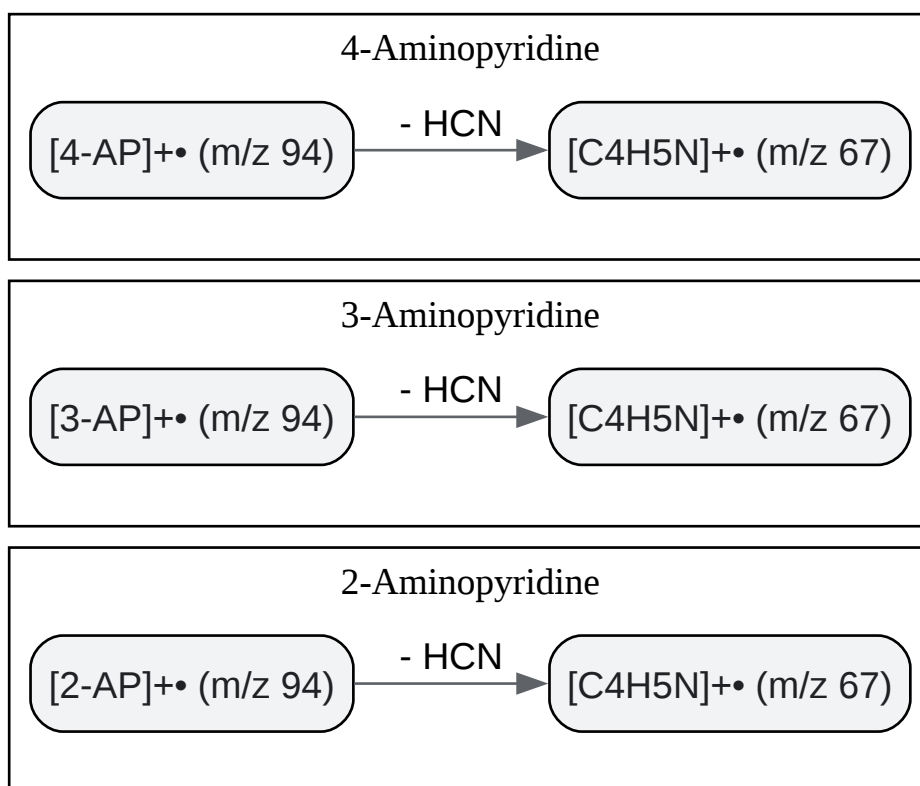 4-Aminopyridine
- HCN
[4-AP]+• (m/z 94)
[C4H5N]+• (m/z 67)
3-Aminopyridine
- HCN
[3-AP]+• (m/z 94)
[C4H5N]+• (m/z 67)
2-Aminopyridine
- HCN
[2-AP]+• (m/z 94)
[C4H5N]+• (m/z 67)